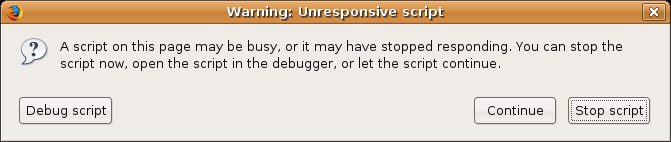 Warning: Unresponsive script
A script on this page may be busy, or it may have stopped responding. You can stop the
script now, open the script in the debugger, or let the script continue.
Debug script
Continue
Stop script